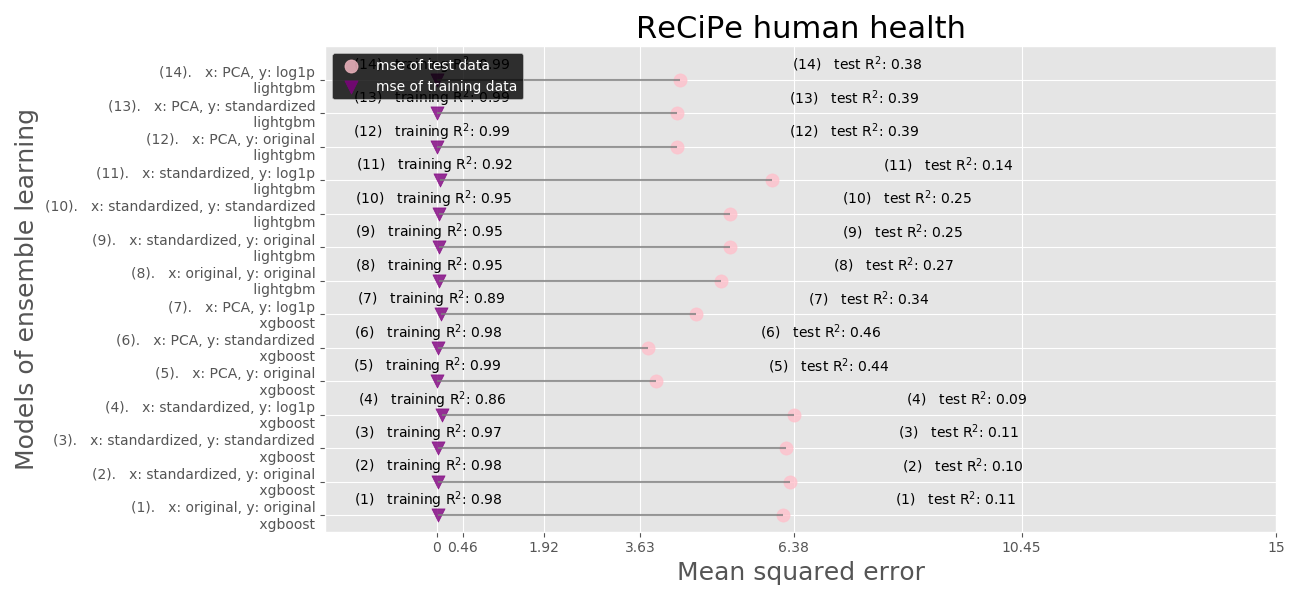 ReCiPe human health
mse of test data
mse of training data
Models of ensemble learning
(14).   x: PCA, y: log1p
lightgbm
(14)   training R²: 0.99
(14)   test R²: 0.38
(13).   x: PCA, y: standardized
lightgbm
(13)   training R²: 0.99
(13)   test R²: 0.39
(12).   x: PCA, y: original
lightgbm
(12)   training R²: 0.99
(12)   test R²: 0.39
(11).   x: standardized, y: log1p
lightgbm
(11)   training R²: 0.92
(11)   test R²: 0.14
(10).   x: standardized, y: standardized
lightgbm
(10)   training R²: 0.95
(10)   test R²: 0.25
(9).   x: standardized, y: original
lightgbm
(9)   training R²: 0.95
(9)   test R²: 0.25
(8).   x: original, y: original
lightgbm
(8)   training R²: 0.95
(8)   test R²: 0.27
(7).   x: PCA, y: log1p
xgboost
(7)   training R²: 0.89
(7)   test R²: 0.34
(6).   x: PCA, y: standardized
xgboost
(6)   training R²: 0.98
(6)   test R²: 0.46
(5).   x: PCA, y: original
xgboost
(5)   training R²: 0.99
(5)   test R²: 0.44
(4).   x: standardized, y: log1p
xgboost
(4)   training R²: 0.86
(4)   test R²: 0.09
(3).   x: standardized, y: standardized
xgboost
(3)   training R²: 0.97
(3)   test R²: 0.11
(2).   x: standardized, y: original
xgboost
(2)   training R²: 0.98
(2)   test R²: 0.10
(1).   x: original, y: original
xgboost
(1)   training R²: 0.98
(1)   test R²: 0.11
0 0.46 1.92 3.63 6.38 10.45 15
Mean squared error